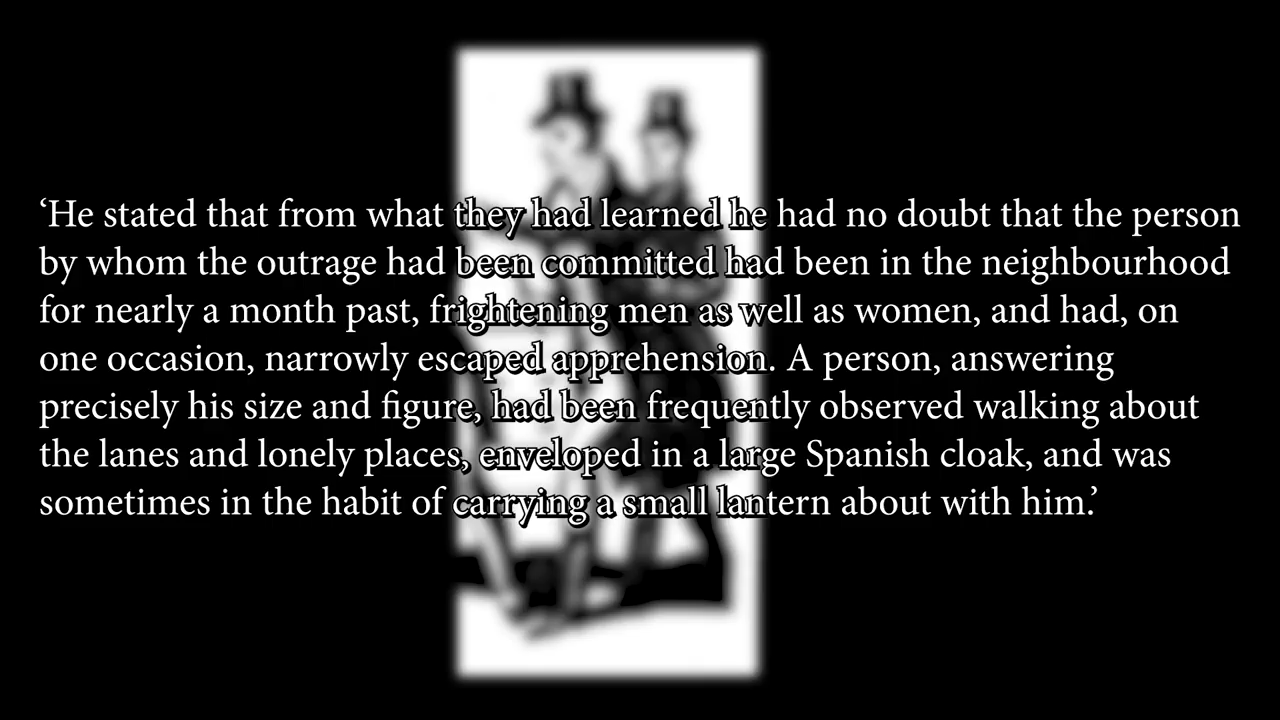 ‘He stated that from what they had learned he had no doubt that the person
by whom the outrage had been committed had been in the neighbourhood
for nearly a month past, frightening men as well as women, and had, on
one occasion, narrowly escaped apprehension. A person, answering
precisely his size and figure, had been frequently observed walking about
the lanes and lonely places, enveloped in a large Spanish cloak, and was
sometimes in the habit of carrying a small lantern about with him.’